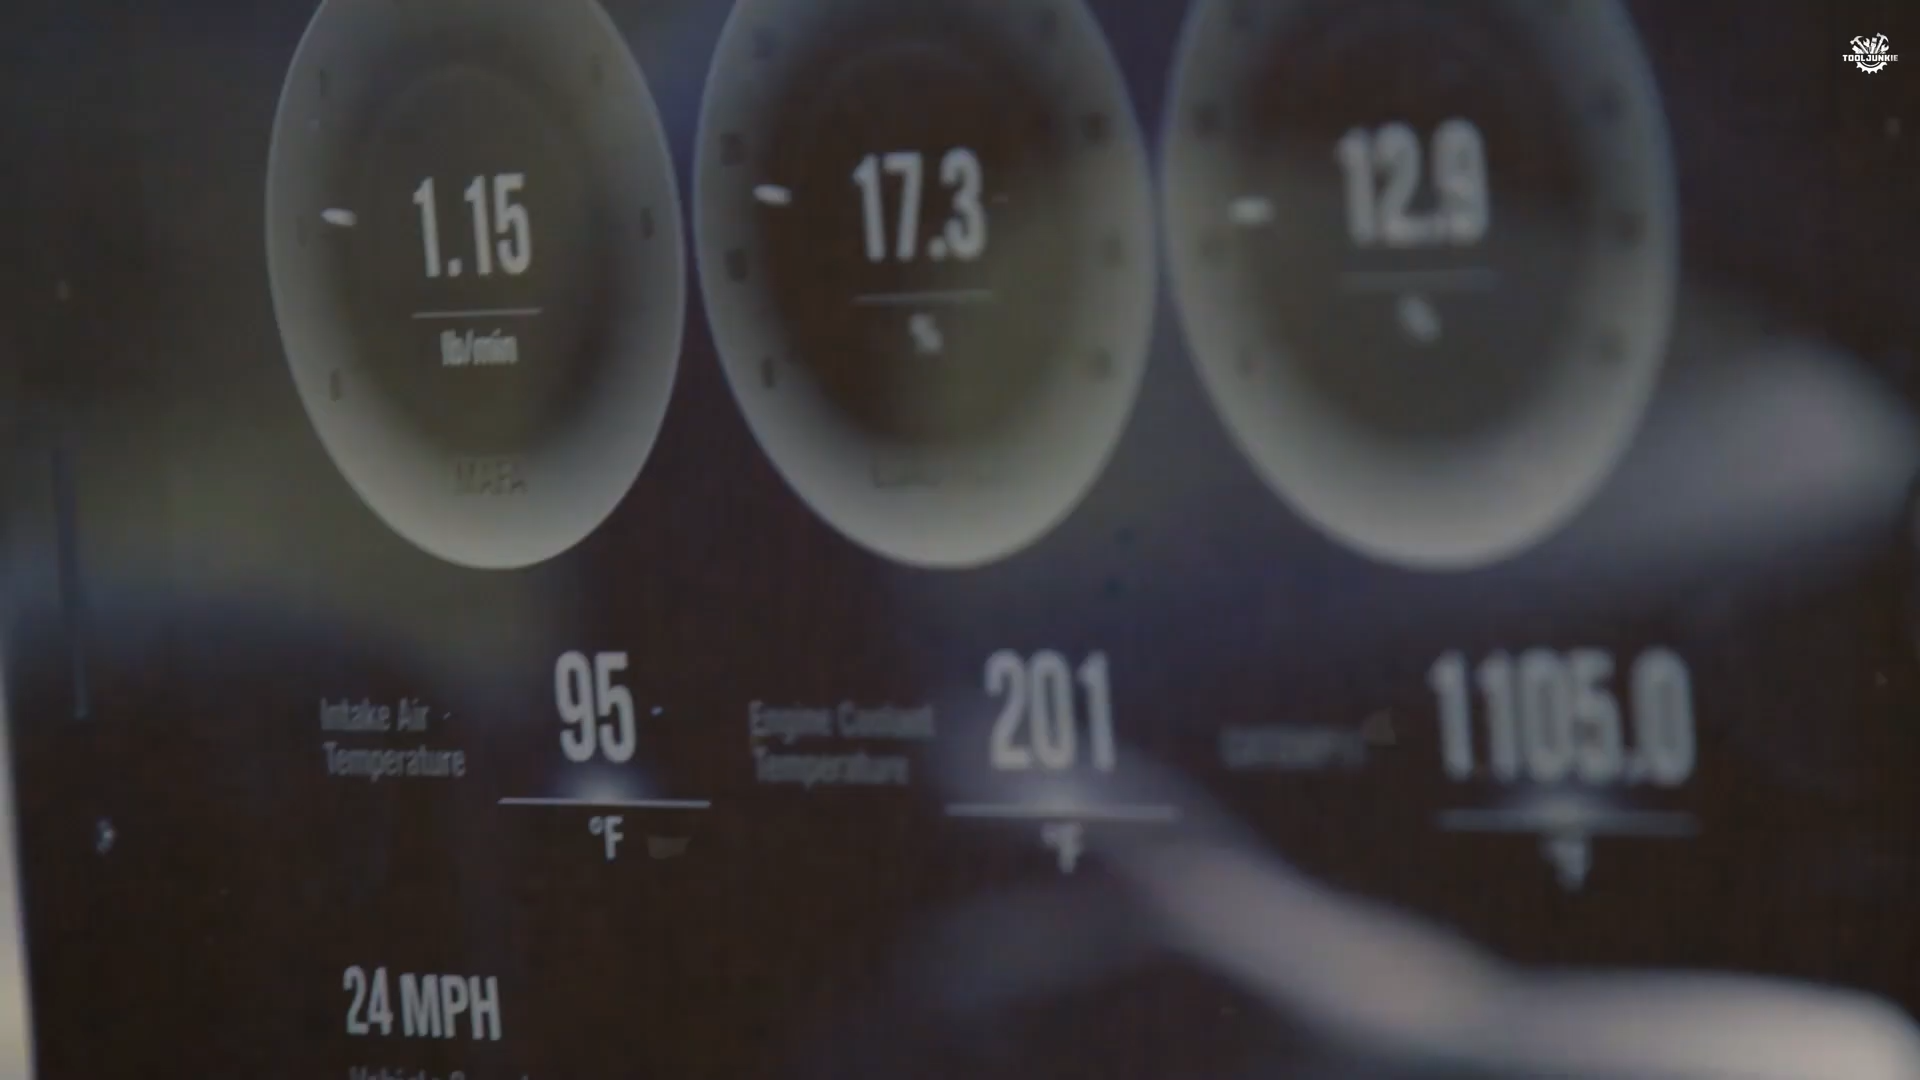 TOOLJUNKIE
1.15
lb/min
17.3
%
12.9
%
Intake Air
Temperature
95
°F
Engine Coolant
Temperature
201
°F
1105.0
°F
24 MPH